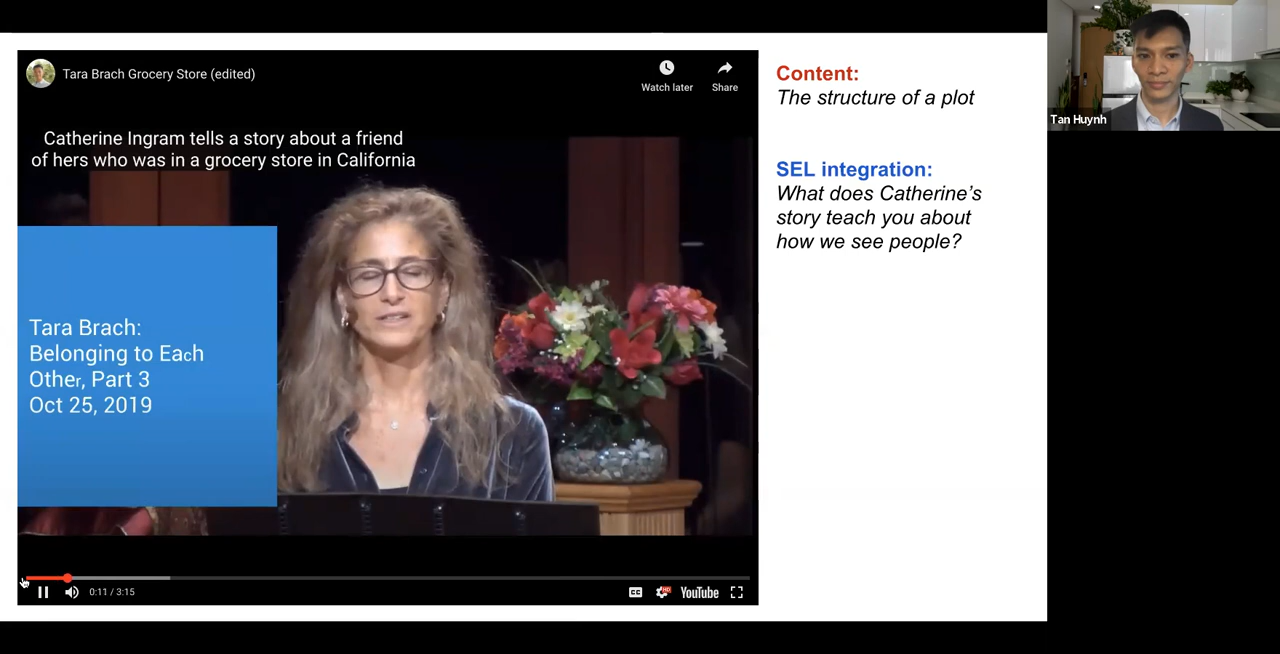 Tara Brach Grocery Store (edited)
Watch later
Share
Catherine Ingram tells a story about a friend
of hers who was in a grocery store in California
Tara Brach:
Belonging to Each
Other, Part 3
Oct 25, 2019
0:11 / 3:15
CC
HD
YouTube
Content:
The structure of a plot
SEL integration:
What does Catherine's
story teach you about
how we see people?
Tan Huynh